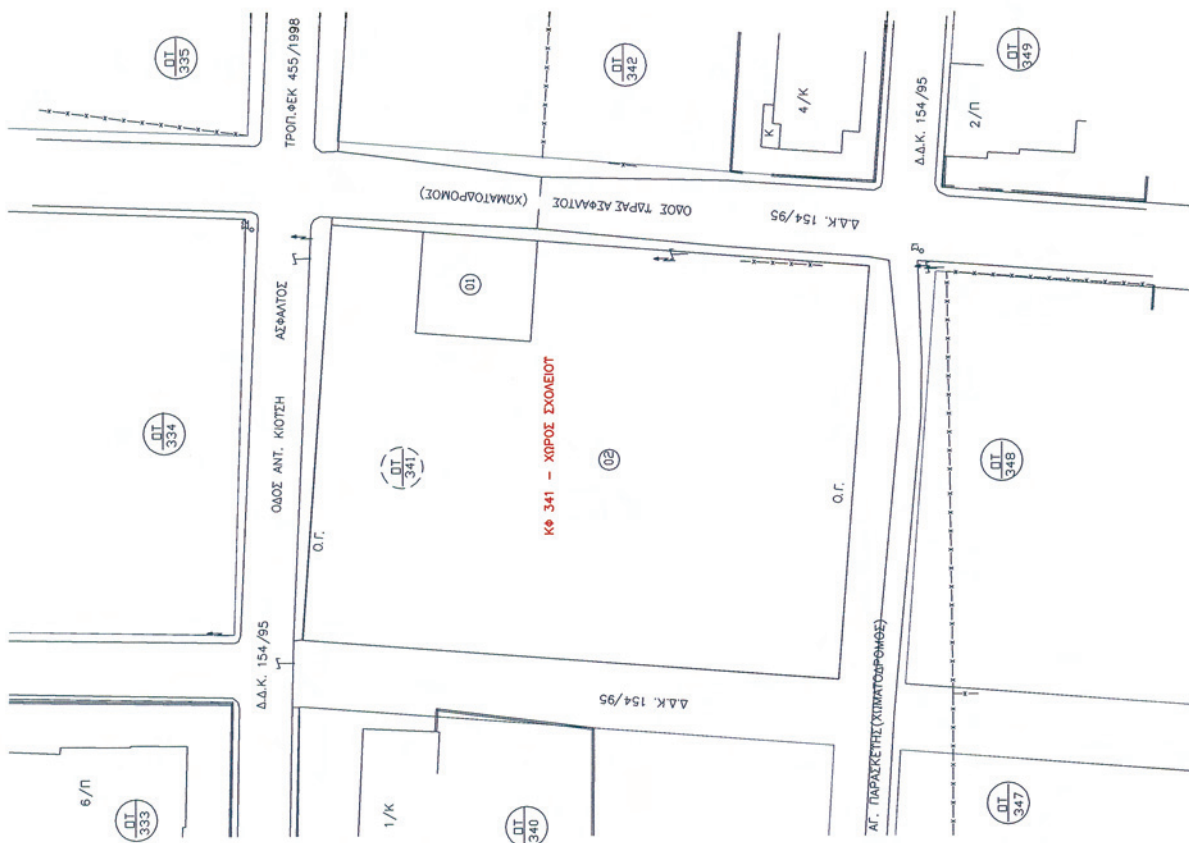 ΟΤ
335
ΤΡΟΠ.ΦΕΚ 455/1998
ΟΤ
342
4/Κ
Κ
Δ.Δ.Κ. 154/95
ΟΤ
349
2/Π
(ΧΩΜΑΤΟΔΡΟΜΟΣ)
ΟΔΟΣ ΥΔΡΑΣ ΑΣΦΑΛΤΟΣ
Δ.Δ.Κ. 154/95
ΟΤ
334
ΟΔΟΣ ΑΝΤ. ΚΙΟΥΣΗ ΑΣΦΑΛΤΟΣ
Δ.Δ.Κ. 154/95
Ο.Γ.
ΟΤ
341
01
ΚΦ 341 - ΧΩΡΟΣ ΣΧΟΛΕΙΟΥ
02
Ο.Γ.
ΟΤ
348
6/Π
ΟΤ
333
1/Κ
ΟΤ
340
Δ.Δ.Κ. 154/95
ΑΓ. ΠΑΡΑΣΚΕΥΗΣ(ΧΩΜΑΤΟΔΡΟΜΟΣ)
ΟΤ
347